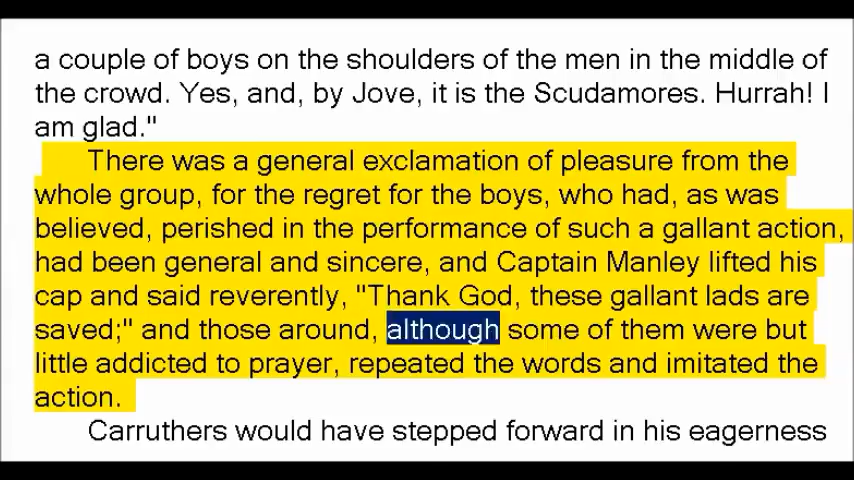 a couple of boys on the shoulders of the men in the middle of
the crowd. Yes, and, by Jove, it is the Scudamores. Hurrah! I
am glad."
There was a general exclamation of pleasure from the
whole group, for the regret for the boys, who had, as was
believed, perished in the performance of such a gallant action,
had been general and sincere, and Captain Manley lifted his
cap and said reverently, "Thank God, these gallant lads are
saved;" and those around, although some of them were but
little addicted to prayer, repeated the words and imitated the
action.
Carruthers would have stepped forward in his eagerness